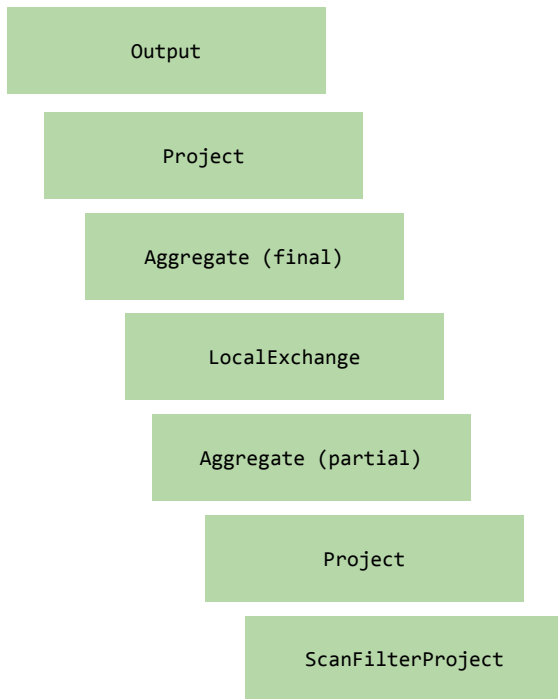 Output
Project
Aggregate (final)
LocalExchange
Aggregate (partial)
Project
ScanFilterProject